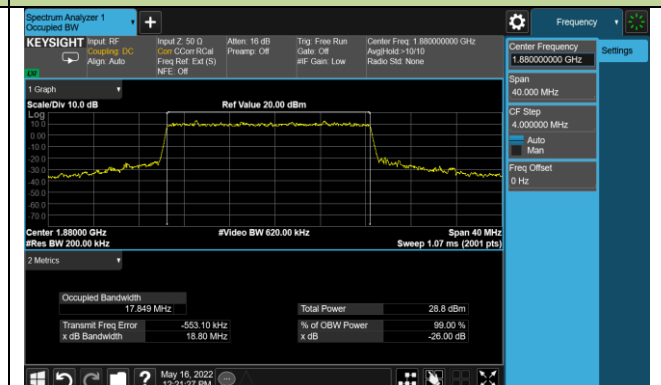 Spectrum Analyzer 1
Occupied BW
Frequency
KEYSIGHT Input: RF
Coupling: DC
Align: Auto
Input Z: 50 Ω
Corr CCorr RCal
Freq Ref: Ext (S)
NFE: Off
Atten: 16 dB
Preamp: Off
Trig: Free Run
Gate: Off
#IF Gain: Low
Center Freq: 1.880000000 GHz
Avg|Hold:>10/10
Radio Std: None
Center Frequency
1.880000000 GHz
Settings
Span
40.000 MHz
CF Step
4.000000 MHz
Auto
Man
Freq Offset
0 Hz
1 Graph
Scale/Div 10.0 dB
Ref Value 20.00 dBm
Log
10.0
0.00
-10.0
-20.0
-30.0
-40.0
-50.0
-60.0
-70.0
Center 1.88000 GHz
#Video BW 620.00 kHz
Span 40 MHz
#Res BW 200.00 kHz
Sweep 1.07 ms (2001 pts)
2 Metrics
Occupied Bandwidth
17.849 MHz
Total Power 28.8 dBm
Transmit Freq Error -553.10 kHz
% of OBW Power 99.00 %
x dB Bandwidth 18.80 MHz
x dB -26.00 dB
May 16, 2022
12:21:27 PM